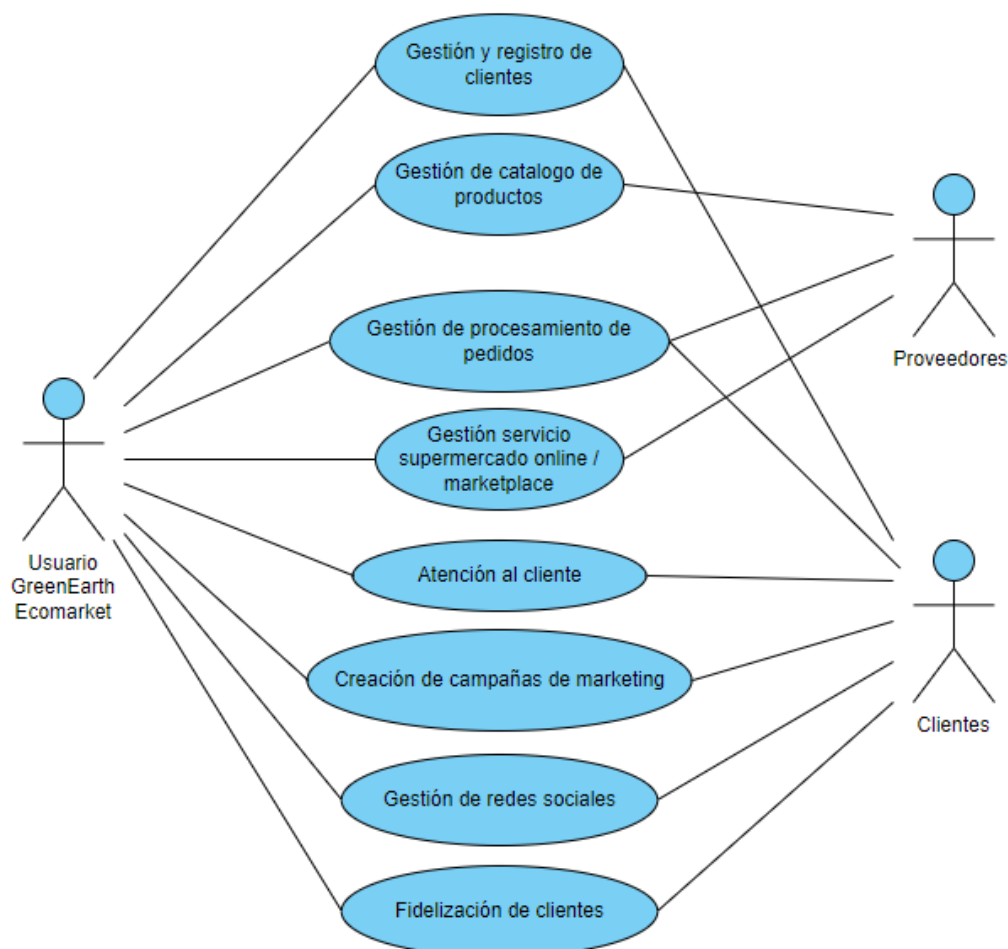 Gestión y registro de
clientes
Gestión de catalogo de
productos
Gestión de procesamiento de
pedidos
Proveedores
Gestión servicio
supermercado online /
marketplace
Usuario
GreenEarth
Ecomarket
Atención al cliente
Creación de campañas de marketing
Clientes
Gestión de redes sociales
Fidelización de clientes